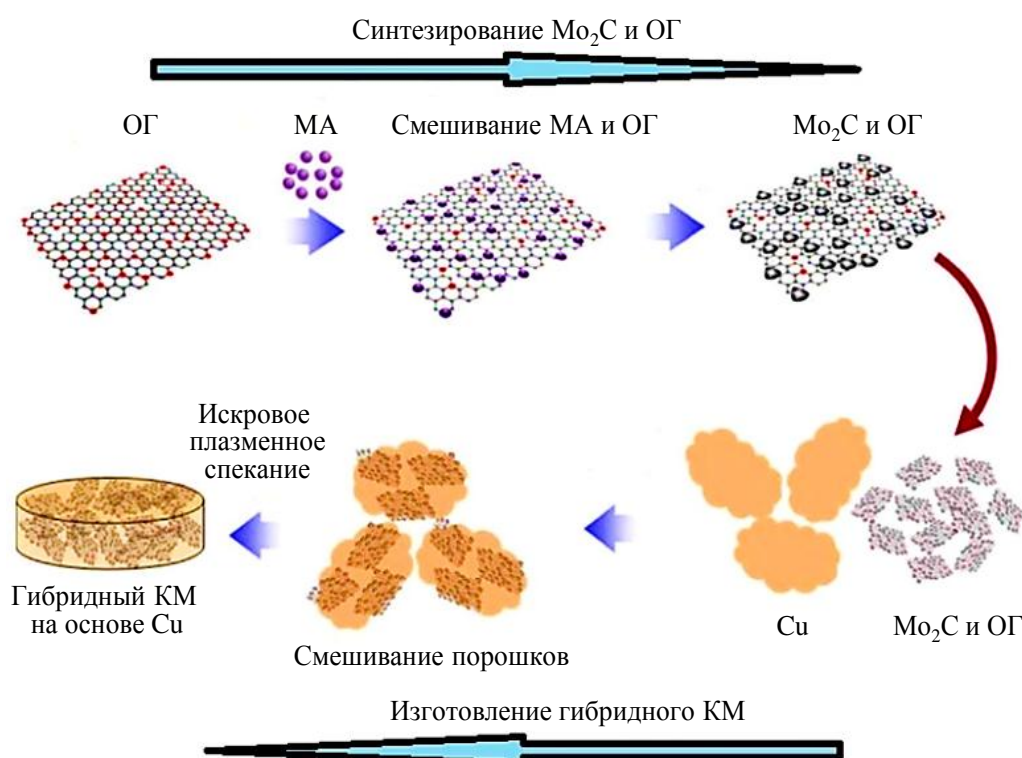 Синтезирование Mo₂C и ОГ
ОГ
МА
Смешивание МА и ОГ
Mo₂C и ОГ
Искровое
плазменное
спекание
Гибридный КМ
на основе Cu
Смешивание порошков
Cu
Mo₂C и ОГ
Изготовление гибридного КМ